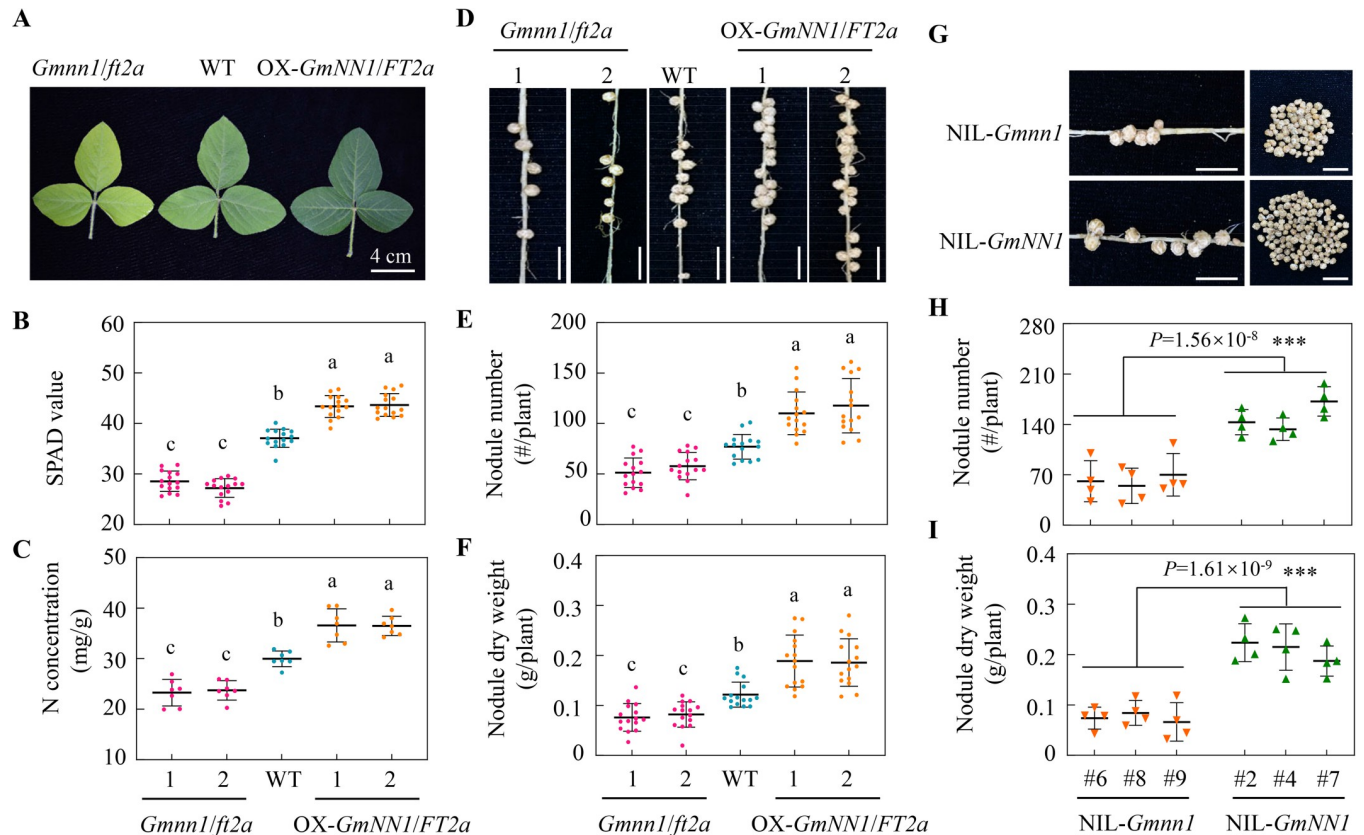 A
Gmnn1/ft2a WT OX-GmNN1/FT2a
4 cm
B
SPAD value
60
50
40
30
20
c c b a a
C
N concentration
(mg/g)
50
40
30
20
10
c c b a a
1 2 WT 1 2
Gmnn1/ft2a OX-GmNN1/FT2a
D
Gmnn1/ft2a OX-GmNN1/FT2a
1 2 WT 1 2
E
Nodule number
(#/plant)
200
150
100
50
0
c c b a a
F
Nodule dry weight
(g/plant)
0.4
0.3
0.2
0.1
0
c c b a a
1 2 WT 1 2
Gmnn1/ft2a OX-GmNN1/FT2a
G
NIL-Gmnn1
NIL-GmNN1
H
Nodule number
(#/plant)
280
210
140
70
0
P=1.56×10⁻⁸ ***
I
Nodule dry weight
(g/plant)
0.4
0.3
0.2
0.1
0
P=1.61×10⁻⁹ ***
#6 #8 #9 #2 #4 #7
NIL-Gmnn1 NIL-GmNN1